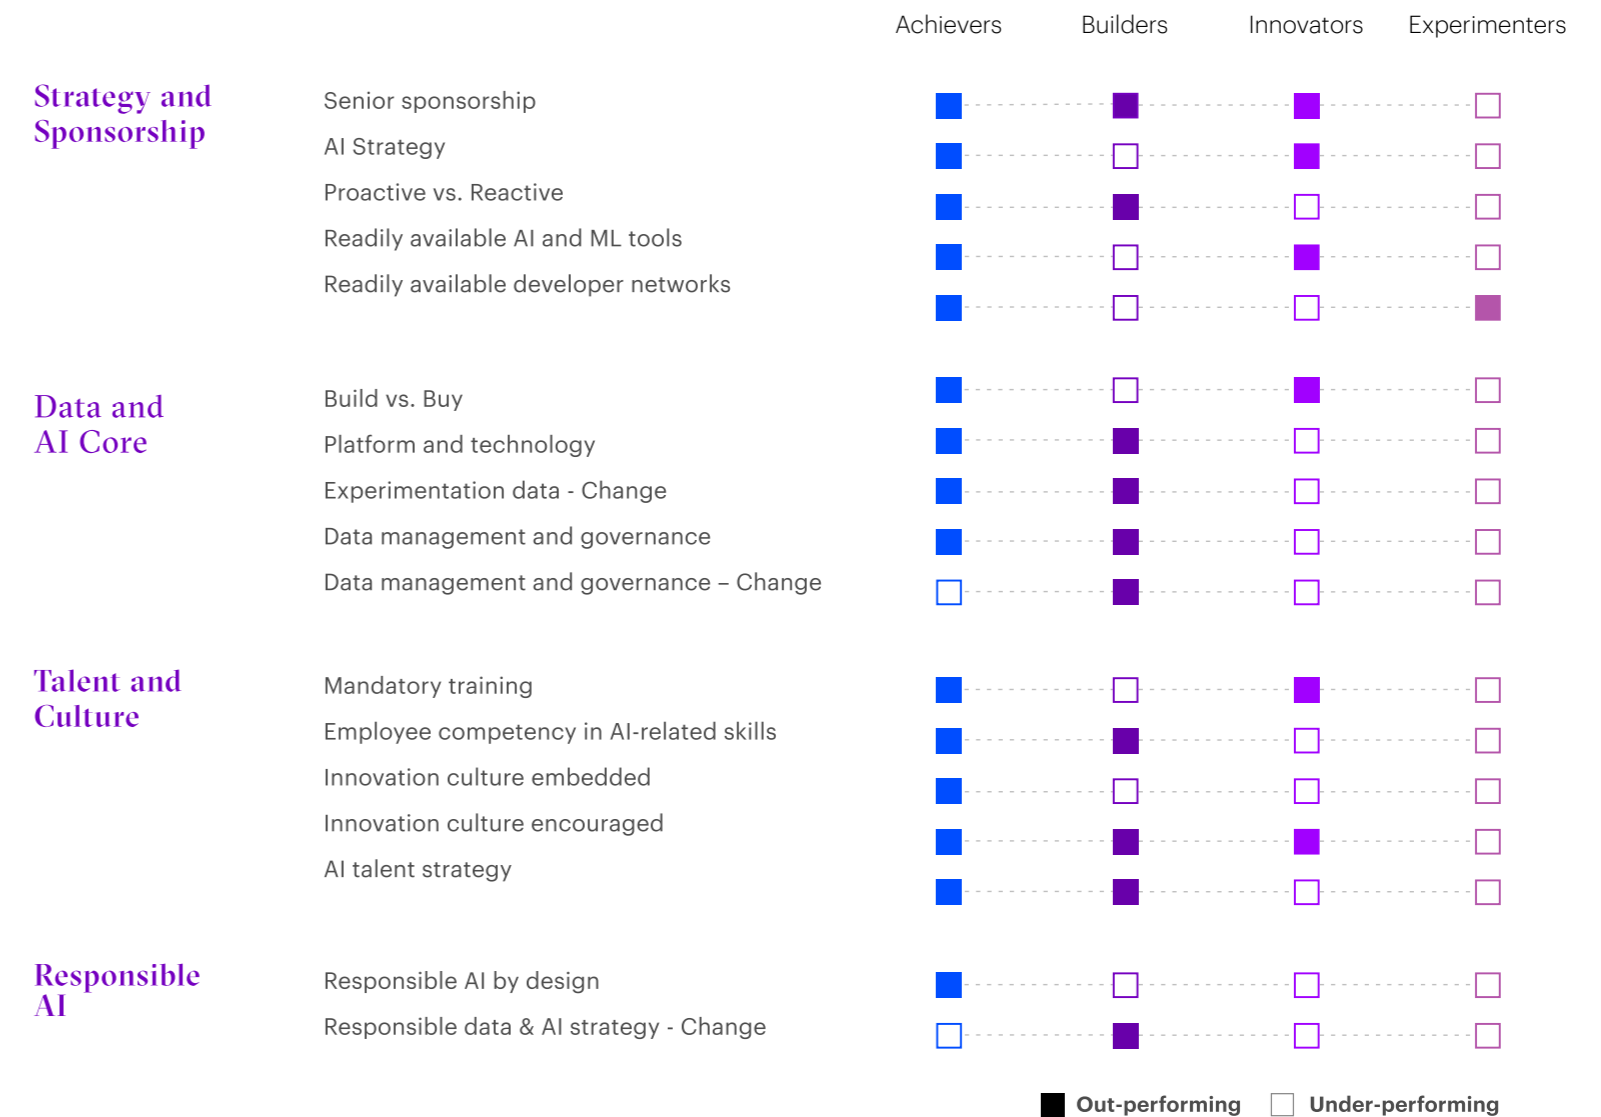 Achievers Builders Innovators Experimenters
Strategy and
Sponsorship
Senior sponsorship
AI Strategy
Proactive vs. Reactive
Readily available AI and ML tools
Readily available developer networks
Data and
AI Core
Build vs. Buy
Platform and technology
Experimentation data - Change
Data management and governance
Data management and governance – Change
Talent and
Culture
Mandatory training
Employee competency in AI-related skills
Innovation culture embedded
Innovation culture encouraged
AI talent strategy
Responsible
AI
Responsible AI by design
Responsible data & AI strategy - Change
Out-performing Under-performing